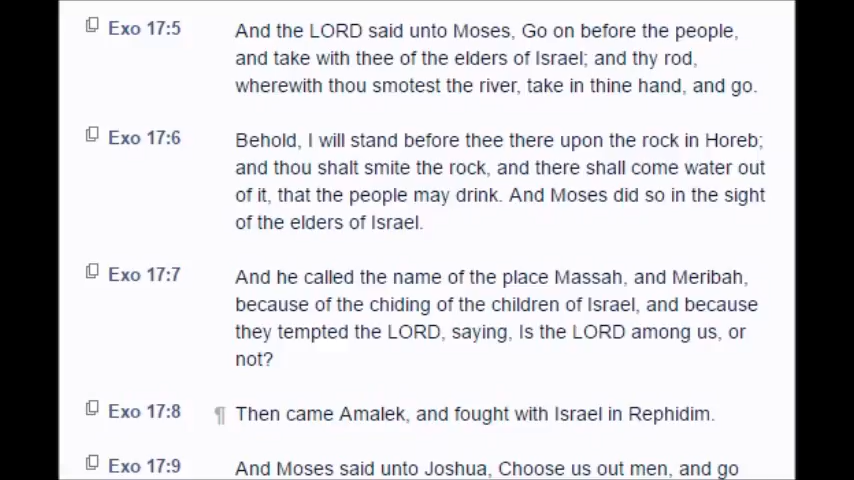 Exo 17:5 And the LORD said unto Moses, Go on before the people,
and take with thee of the elders of Israel; and thy rod,
wherewith thou smotest the river, take in thine hand, and go.
Exo 17:6 Behold, I will stand before thee there upon the rock in Horeb;
and thou shalt smite the rock, and there shall come water out
of it, that the people may drink. And Moses did so in the sight
of the elders of Israel.
Exo 17:7 And he called the name of the place Massah, and Meribah,
because of the chiding of the children of Israel, and because
they tempted the LORD, saying, Is the LORD among us, or
not?
Exo 17:8 ¶ Then came Amalek, and fought with Israel in Rephidim.
Exo 17:9 And Moses said unto Joshua, Choose us out men, and go